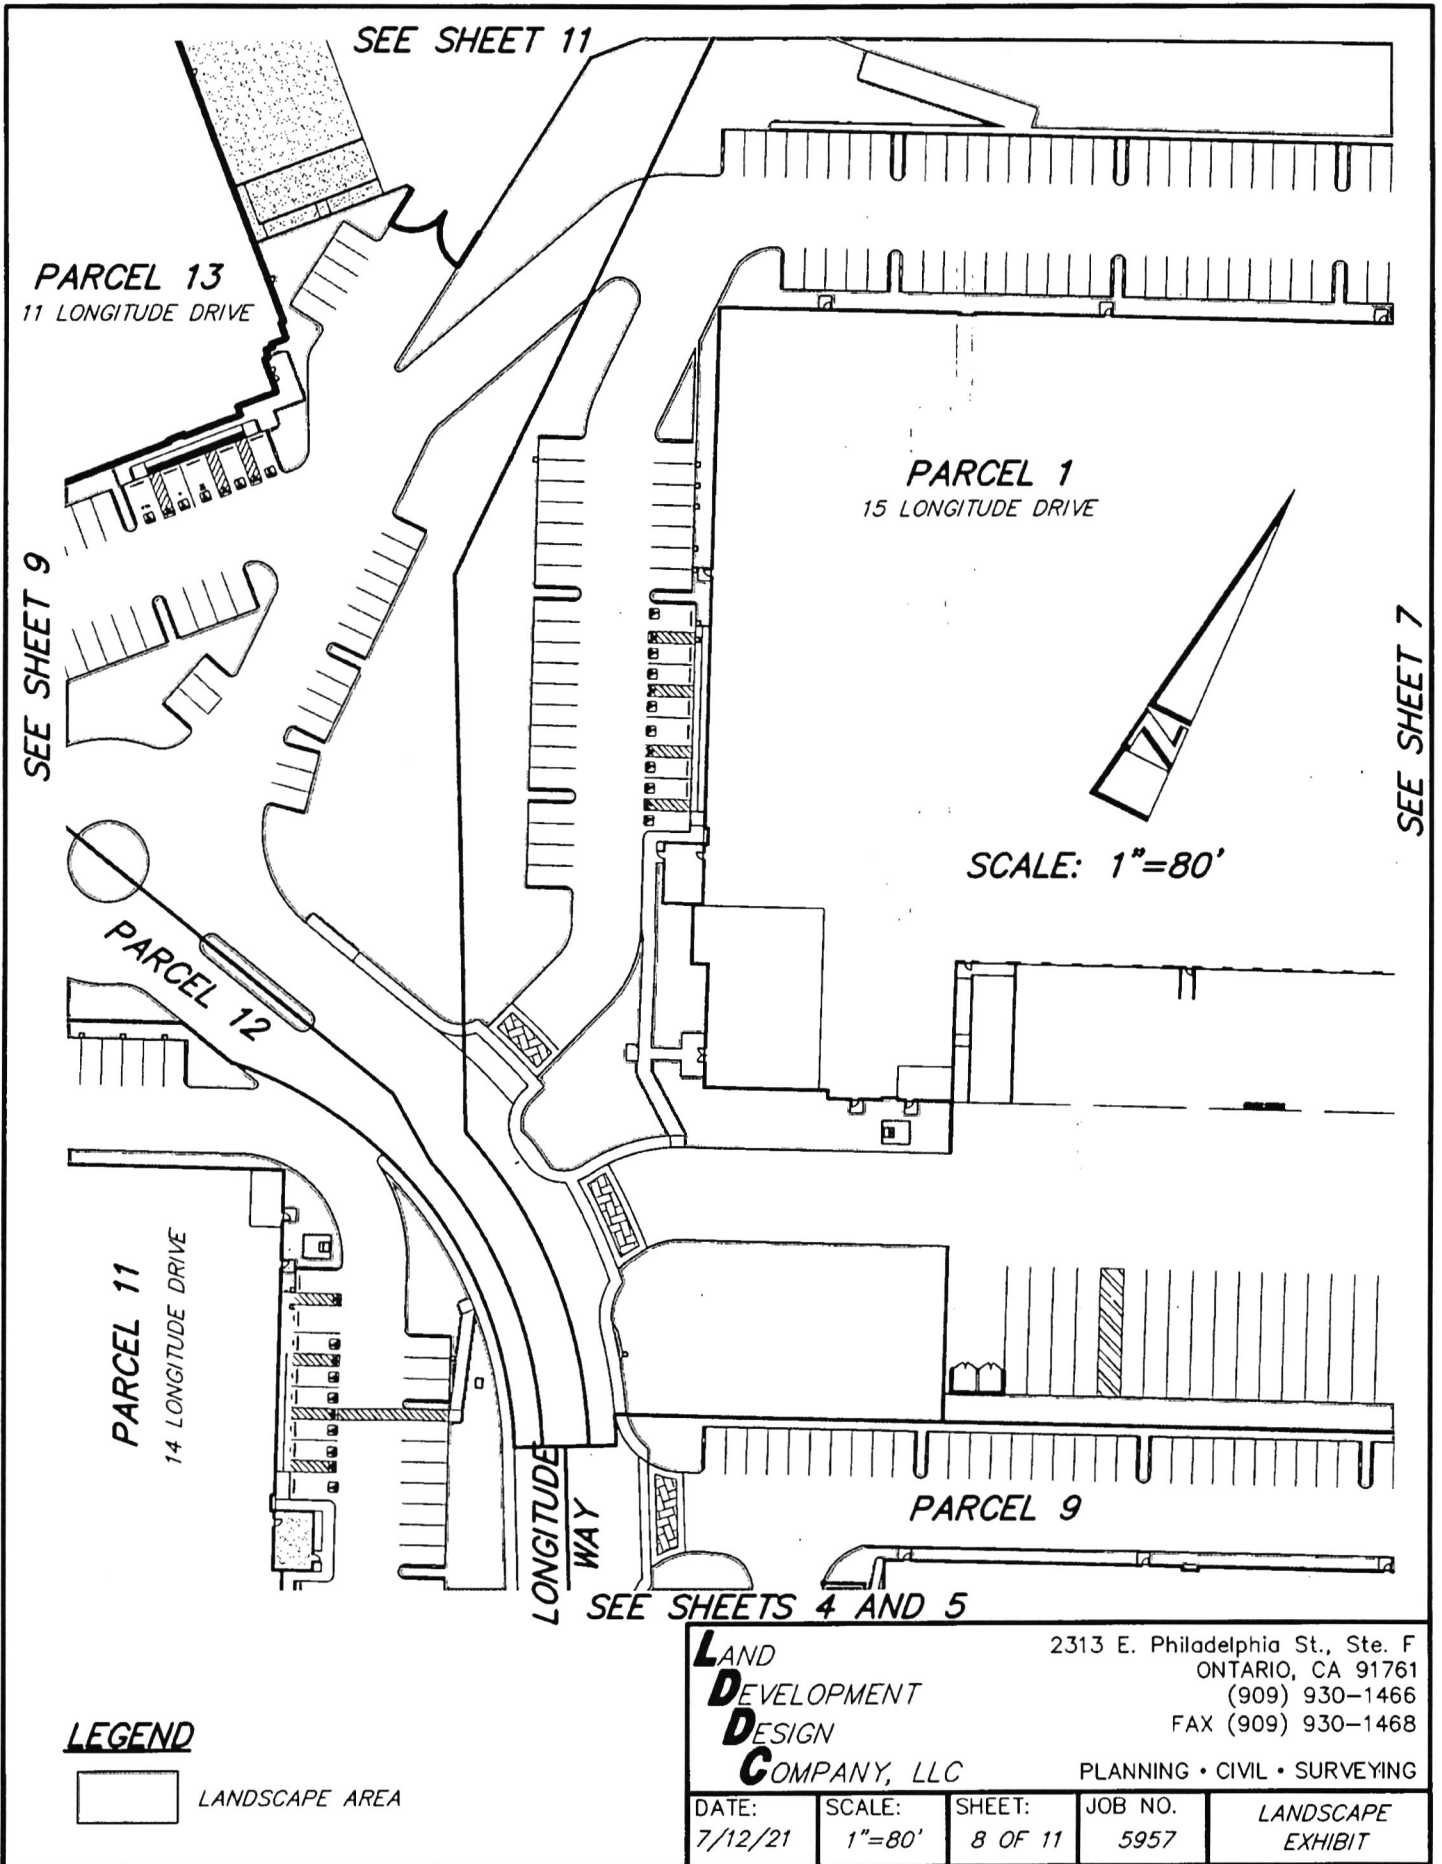 SEE SHEET 11
PARCEL 13
11 LONGITUDE DRIVE
PARCEL 1
15 LONGITUDE DRIVE
SEE SHEET 9
SEE SHEET 7
N
SCALE: 1"=80'
PARCEL 12
PARCEL 11
14 LONGITUDE DRIVE
LONGITUDE
WAY
PARCEL 9
SEE SHEETS 4 AND 5
LAND
DEVELOPMENT
DESIGN
COMPANY, LLC
2313 E. Philadelphia St., Ste. F
ONTARIO, CA 91761
(909) 930-1466
FAX (909) 930-1468
PLANNING • CIVIL • SURVEYING
LEGEND
LANDSCAPE AREA
DATE:
7/12/21
SCALE:
1"=80'
SHEET:
8 OF 11
JOB NO.
5957
LANDSCAPE
EXHIBIT